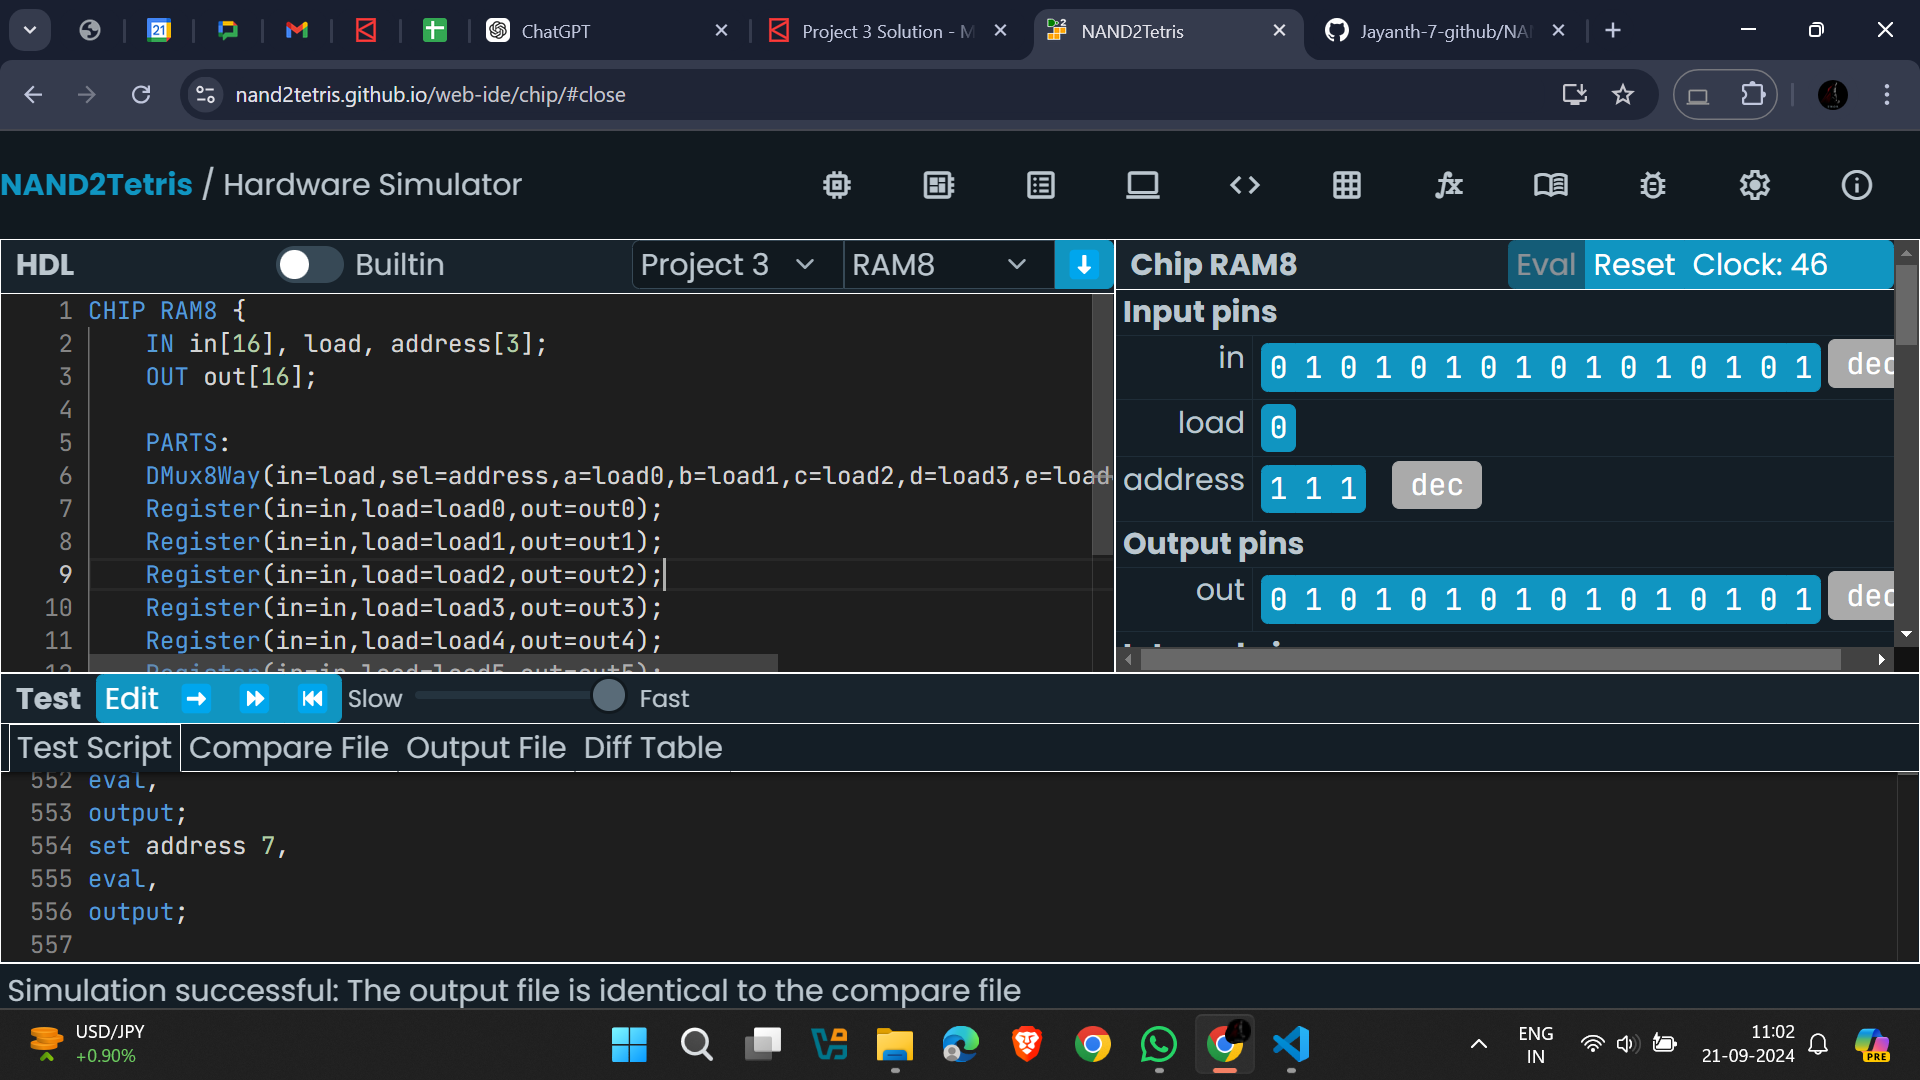 21
ChatGPT
Project 3 Solution - M
NAND2Tetris
Jayanth-7-github/NAN
nand2tetris.github.io/web-ide/chip/#close
NAND2Tetris / Hardware Simulator
HDL
Builtin
Project 3
RAM8
Chip RAM8
Eval
Reset
Clock: 46
1 CHIP RAM8 {
2 IN in[16], load, address[3];
3 OUT out[16];
4
5 PARTS:
6 DMux8Way(in=load,sel=address,a=load0,b=load1,c=load2,d=load3,e=load
7 Register(in=in,load=load0,out=out0);
8 Register(in=in,load=load1,out=out1);
9 Register(in=in,load=load2,out=out2);
10 Register(in=in,load=load3,out=out3);
11 Register(in=in,load=load4,out=out4);
12 Register(in=in,load=load5,out=out5);
Input pins
in 0 1 0 1 0 1 0 1 0 1 0 1 0 1 0 1 dec
load 0
address 1 1 1 dec
Output pins
out 0 1 0 1 0 1 0 1 0 1 0 1 0 1 0 1 dec
Test
Edit
Slow
Fast
Test Script
Compare File
Output File
Diff Table
552 eval,
553 output;
554 set address 7,
555 eval,
556 output;
557
Simulation successful: The output file is identical to the compare file
USD/JPY
+0.90%
ENG
IN
11:02
21-09-2024
PRE